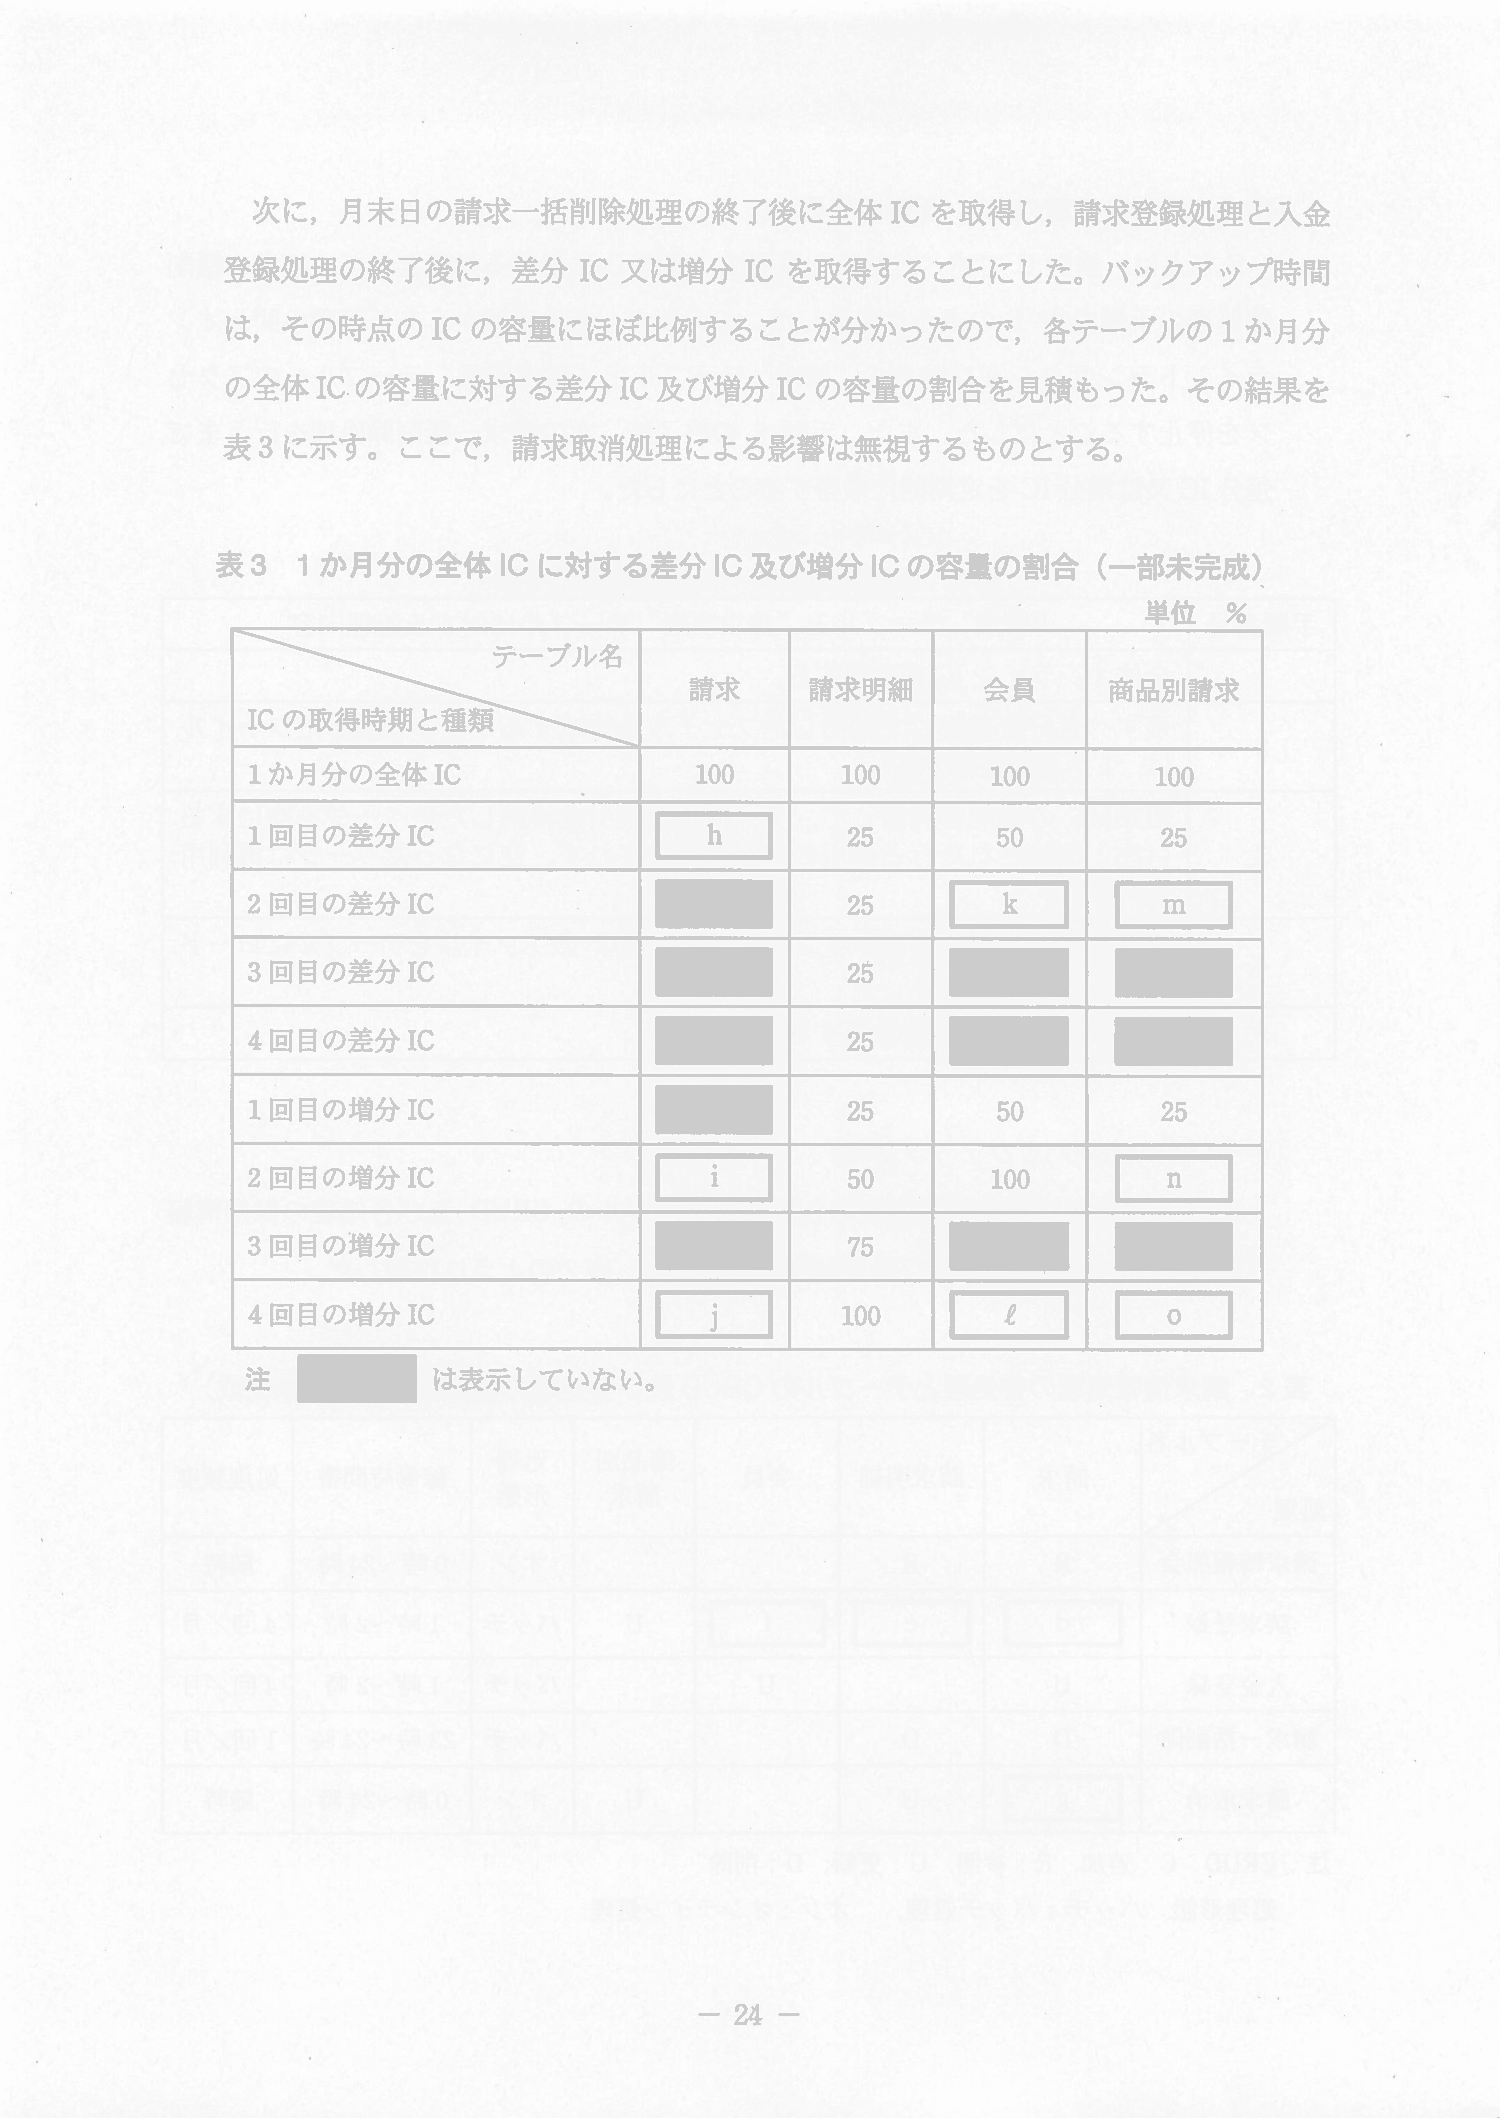 次に，月末日の請求一括削除処理の終了後に全体 IC を取得し，請求登録処理と入金
登録処理の終了後に，差分 IC 又は増分 IC を取得することにした。バックアップ時間
は，その時点の IC の容量にほぼ比例することが分かったので，各テーブルの 1 か月分
の全体 IC の容量に対する差分 IC 及び増分 IC の容量の割合を見積もった。その結果を
表 3 に示す。ここで，請求取消処理による影響は無視するものとする。
表 3　1 か月分の全体 IC に対する差分 IC 及び増分 IC の容量の割合（一部未完成）
単位　%
テーブル名
IC の取得時期と種類
請求 請求明細 会員 商品別請求
1 か月分の全体 IC 100 100 100 100
1 回目の差分 IC h 25 50 25
2 回目の差分 IC 25 k m
3 回目の差分 IC 25
4 回目の差分 IC 25
1 回目の増分 IC 25 50 25
2 回目の増分 IC i 50 100 n
3 回目の増分 IC 75
4 回目の増分 IC j 100 ℓ o
注 は表示していない。
－ 24 －